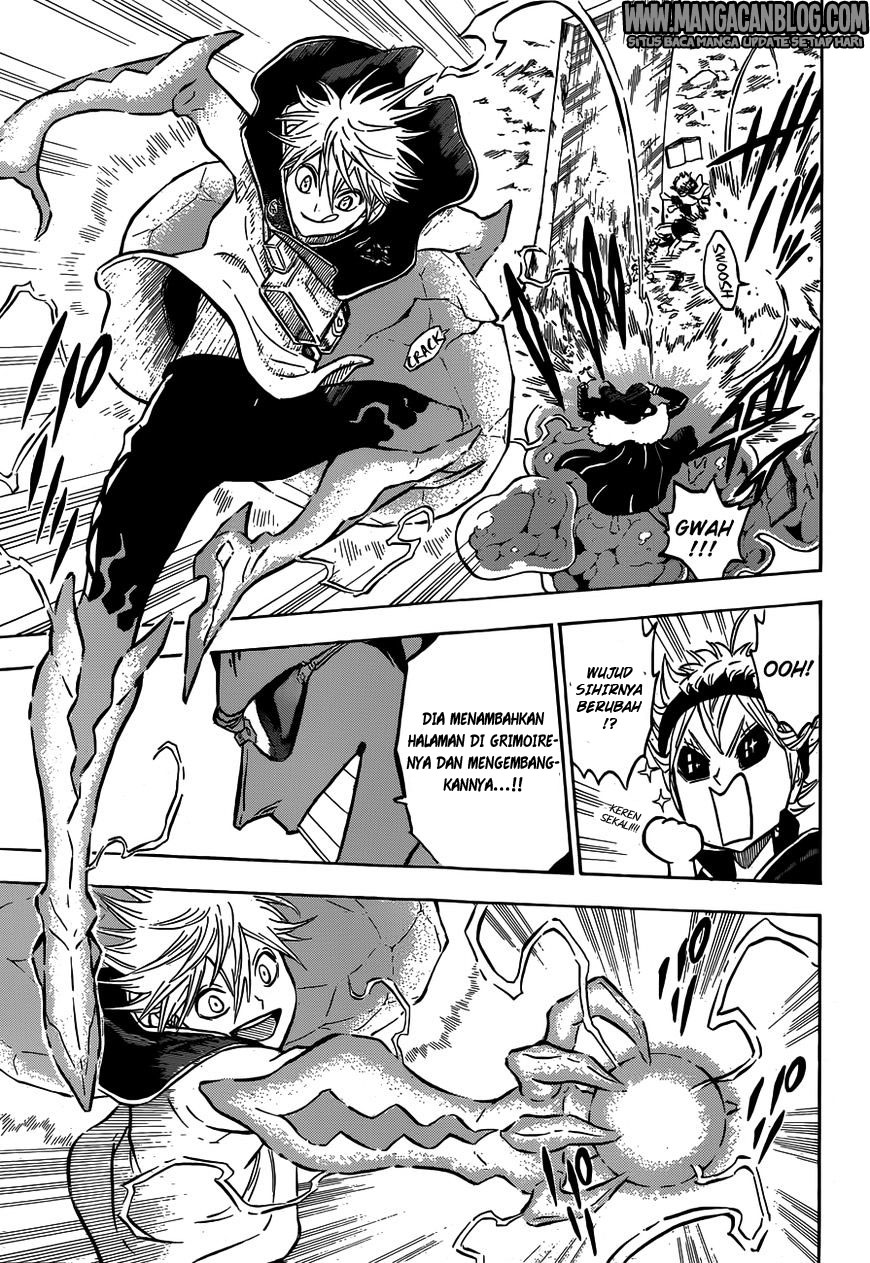 WWW.MANGACANBLOG.COM
SITUS BACA MANGA UPDATE SETIAP HARI
SWOOSH
CRACK
GWAH
!!!
OOH!
WUJUD
SIHIRNYA
BERUBAH
!?
KEREN
SEKALI!!!!
DIA MENAMBAHKAN
HALAMAN DI GRIMOIRE-
NYA DAN MENGEMBANG-
KANNYA...!!